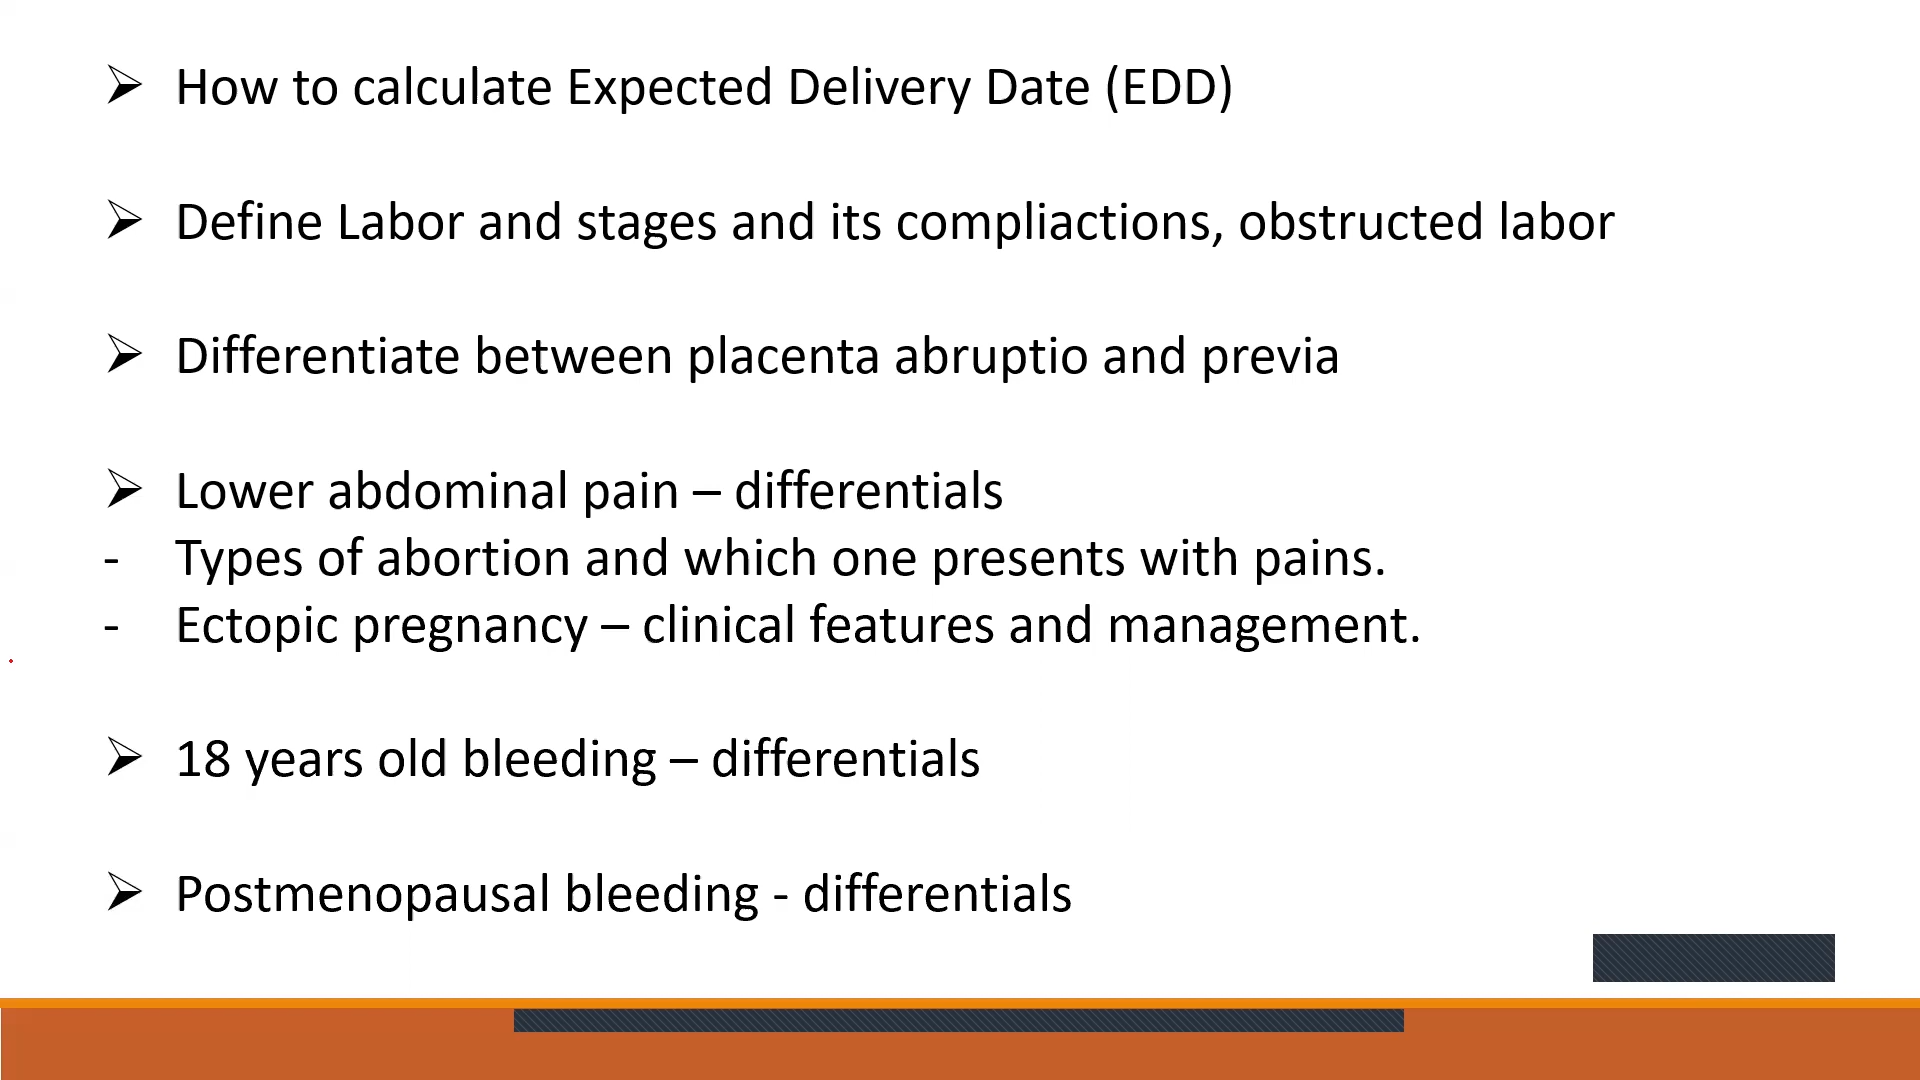 ➢ How to calculate Expected Delivery Date (EDD)
➢ Define Labor and stages and its compliactions, obstructed labor
➢ Differentiate between placenta abruptio and previa
➢ Lower abdominal pain – differentials
- Types of abortion and which one presents with pains.
- Ectopic pregnancy – clinical features and management.
➢ 18 years old bleeding – differentials
➢ Postmenopausal bleeding - differentials